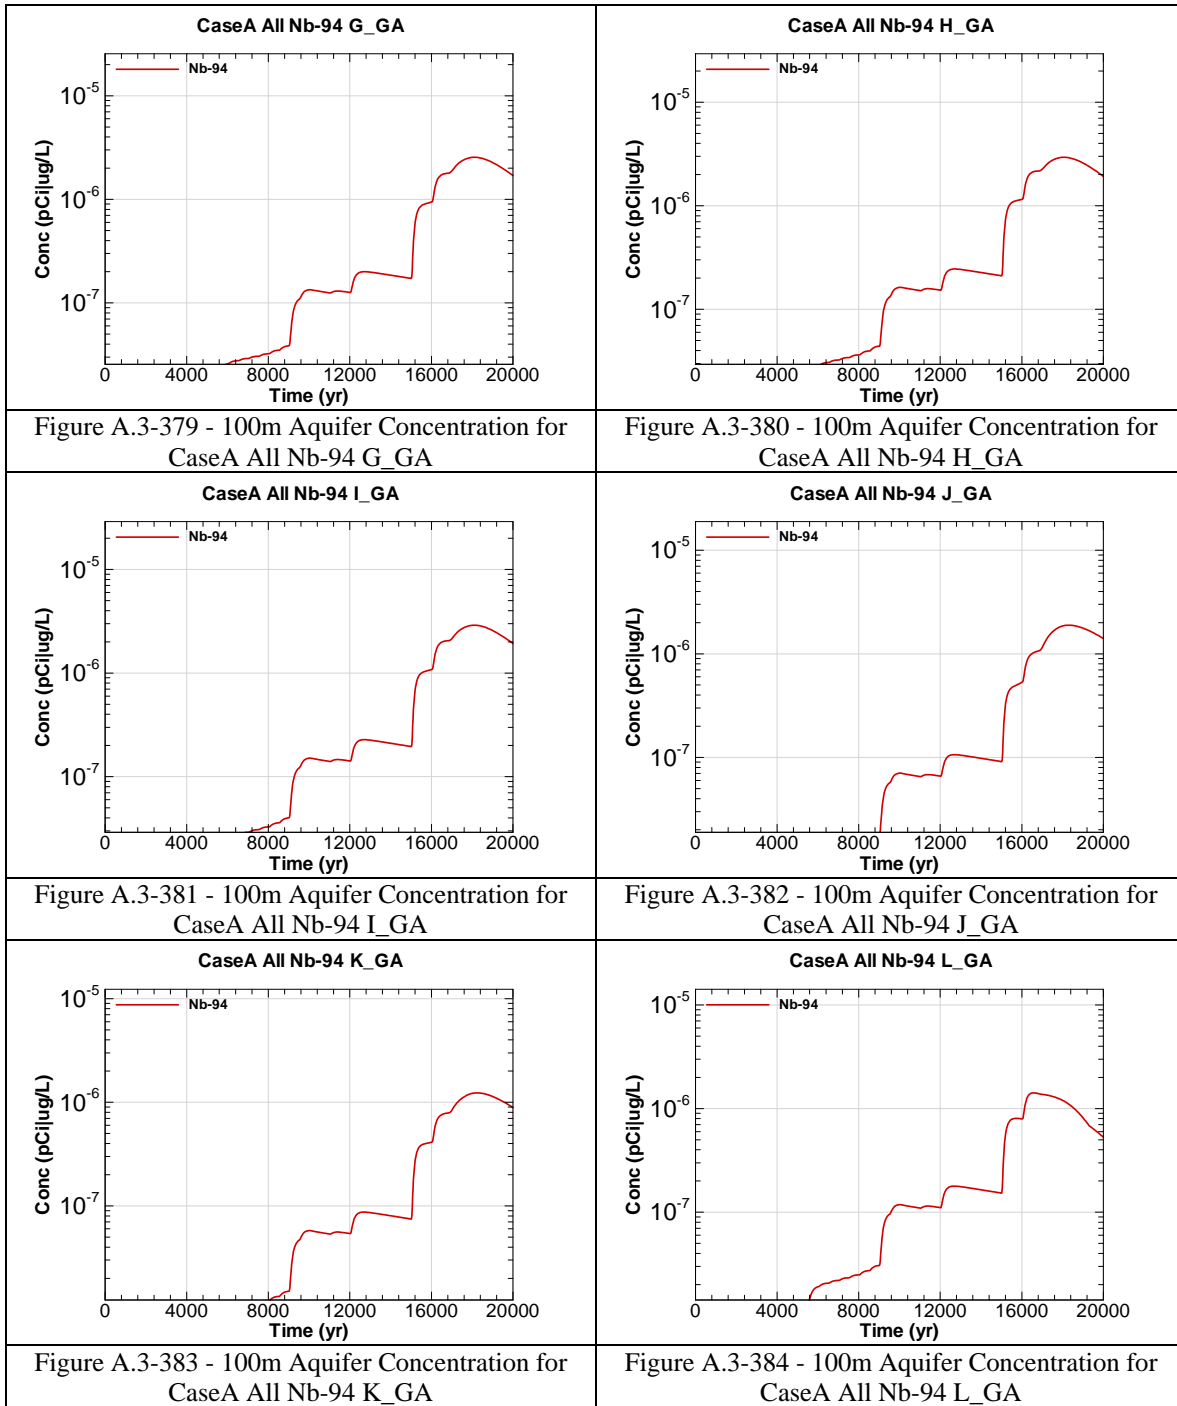 CaseA All Nb-94 G_GA
Nb-94
10-5
10-6
10-7
Conc (pCi|ug/L)
0 4000 8000 12000 16000 20000
Time (yr)
Figure A.3-379 - 100m Aquifer Concentration for
CaseA All Nb-94 G_GA
CaseA All Nb-94 H_GA
Nb-94
10-5
10-6
10-7
Conc (pCi|ug/L)
0 4000 8000 12000 16000 20000
Time (yr)
Figure A.3-380 - 100m Aquifer Concentration for
CaseA All Nb-94 H_GA
CaseA All Nb-94 I_GA
Nb-94
10-5
10-6
10-7
Conc (pCi|ug/L)
0 4000 8000 12000 16000 20000
Time (yr)
Figure A.3-381 - 100m Aquifer Concentration for
CaseA All Nb-94 I_GA
CaseA All Nb-94 J_GA
Nb-94
10-5
10-6
10-7
Conc (pCi|ug/L)
0 4000 8000 12000 16000 20000
Time (yr)
Figure A.3-382 - 100m Aquifer Concentration for
CaseA All Nb-94 J_GA
CaseA All Nb-94 K_GA
Nb-94
10-5
10-6
10-7
Conc (pCi|ug/L)
0 4000 8000 12000 16000 20000
Time (yr)
Figure A.3-383 - 100m Aquifer Concentration for
CaseA All Nb-94 K_GA
CaseA All Nb-94 L_GA
Nb-94
10-5
10-6
10-7
Conc (pCi|ug/L)
0 4000 8000 12000 16000 20000
Time (yr)
Figure A.3-384 - 100m Aquifer Concentration for
CaseA All Nb-94 L_GA